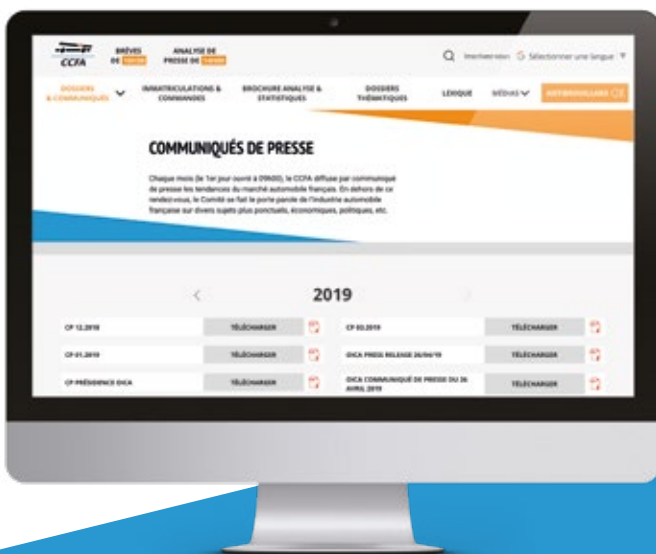 CCFA
BRÈVES
DE
ANALYSE DE
PRESSE DE
Sélectionner une langue
DOSSIERS
& COMMUNIQUÉS
IMMATRICULATIONS &
COMMANDES
BROCHURE ANALYSE &
STATISTIQUES
DOSSIERS
THÉMATIQUES
LEXIQUE
MÉDIAS
COMMUNIQUÉS DE PRESSE
Chaque mois (le 1er jour ouvré à 09h00), le CCFA diffuse par communiqué
de presse les tendances du marché automobile français. En dehors de ce
rendez-vous, le Comité se fait le porte parole de l'industrie automobile
française sur divers sujets plus ponctuels, économiques, politiques, etc.
2019
CP 12.2018 TÉLÉCHARGER
CP 03.2019 TÉLÉCHARGER
CP 01.2019 TÉLÉCHARGER
OICA PRESS RELEASE 26/04/19 TÉLÉCHARGER
CP PRÉSIDENCE OICA TÉLÉCHARGER
OICA COMMUNIQUÉ DE PRESSE DU 26
AVRIL 2019 TÉLÉCHARGER